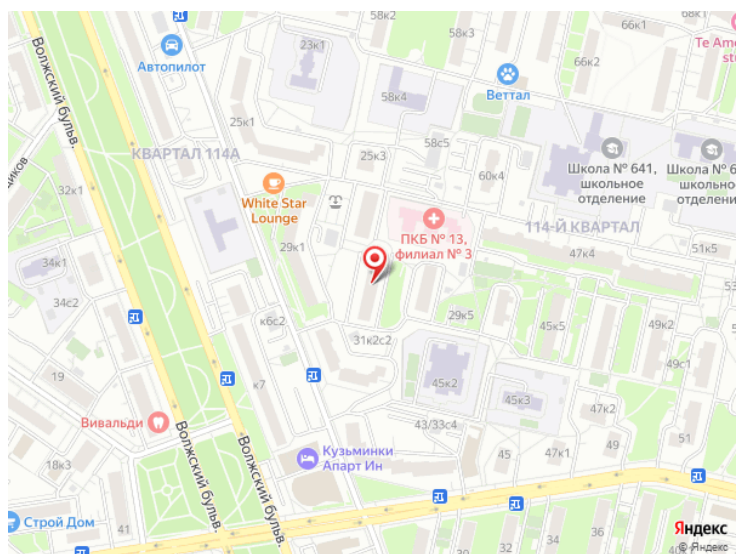 58к2
66к1
23к1
58к3
Te Ame
stu
Автопилот
66к2
Волжский бульв.
58к4
Веттал
25к1
58с5
КВАРТАЛ 114А
25к3
Школа № 641,
школьное
отделение
Школа № 6
школьное
отделение
60к4
32к1
White Star
Lounge
ПКБ № 13,
филиал № 3
114-Й КВАРТАЛ
29к1
47к4
51к5
34к1
53
34с2
к6с2
29к5
45к5
49к2
31к2с2
49с1
19
к7
45к2
45к3
47к2
Вивальди
43/33с4
51
Волжский бульв.
Волжский бульв.
Кузьминки
Апарт Ин
49
18к3
45
47к1
Строй Дом
41
32
34
36
40
Яндекс
© Яндекс